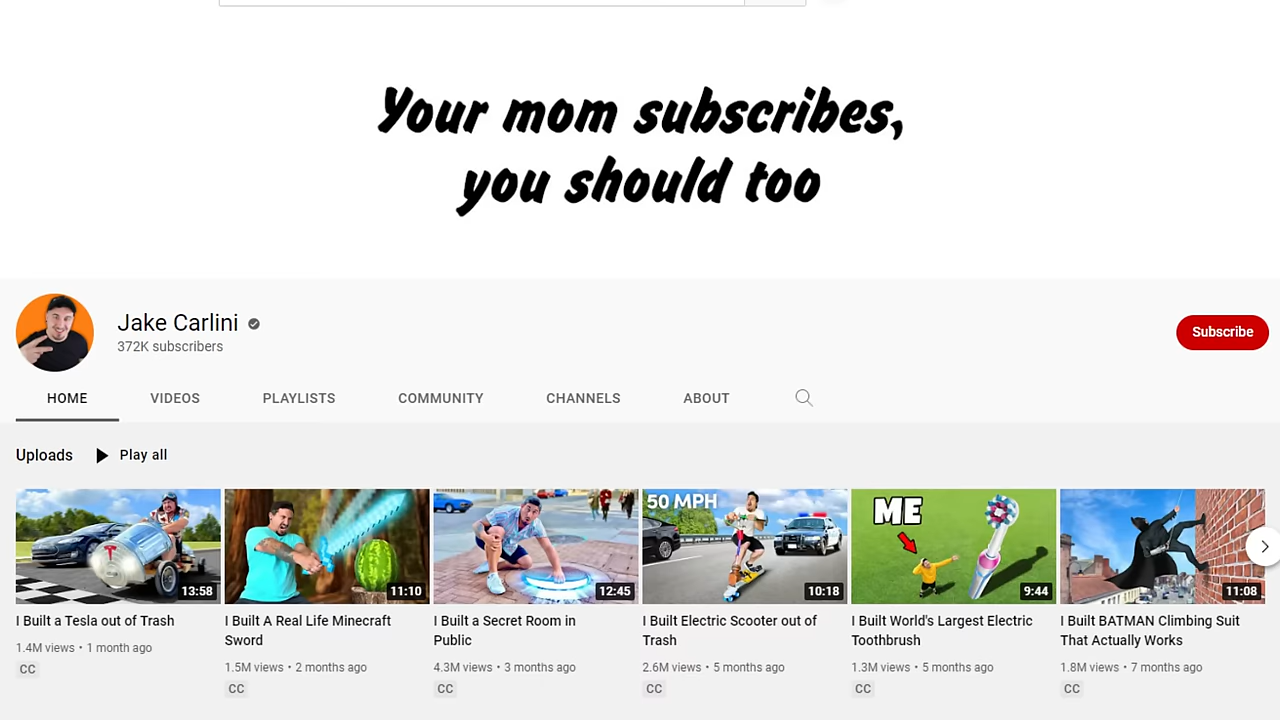 Your mom subscribes,
you should too
Jake Carlini
372K subscribers
Subscribe
HOME VIDEOS PLAYLISTS COMMUNITY CHANNELS ABOUT
Uploads Play all
50 MPH
ME
13:58 11:10 12:45 10:18 9:44 11:08
I Built a Tesla out of Trash
1.4M views • 1 month ago
CC
I Built A Real Life Minecraft
Sword
1.5M views • 2 months ago
CC
I Built a Secret Room in
Public
4.3M views • 3 months ago
CC
I Built Electric Scooter out of
Trash
2.6M views • 5 months ago
CC
I Built World's Largest Electric
Toothbrush
1.3M views • 5 months ago
CC
I Built BATMAN Climbing Suit
That Actually Works
1.8M views • 7 months ago
CC